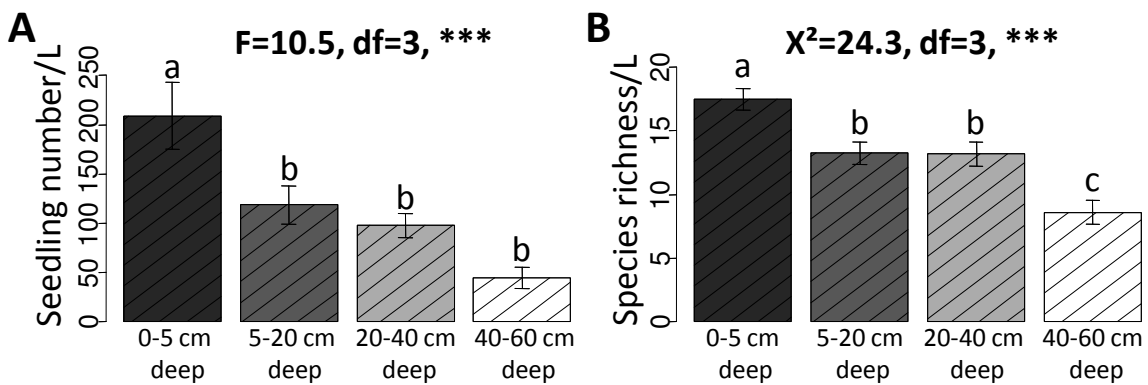 A
F=10.5, df=3, ***
Seedling number/L
250
200
150
100
50
0
a
b
b
b
0-5 cm deep
5-20 cm deep
20-40 cm deep
40-60 cm deep
B
X²=24.3, df=3, ***
Species richness/L
20
15
10
5
0
a
b
b
c
0-5 cm deep
5-20 cm deep
20-40 cm deep
40-60 cm deep